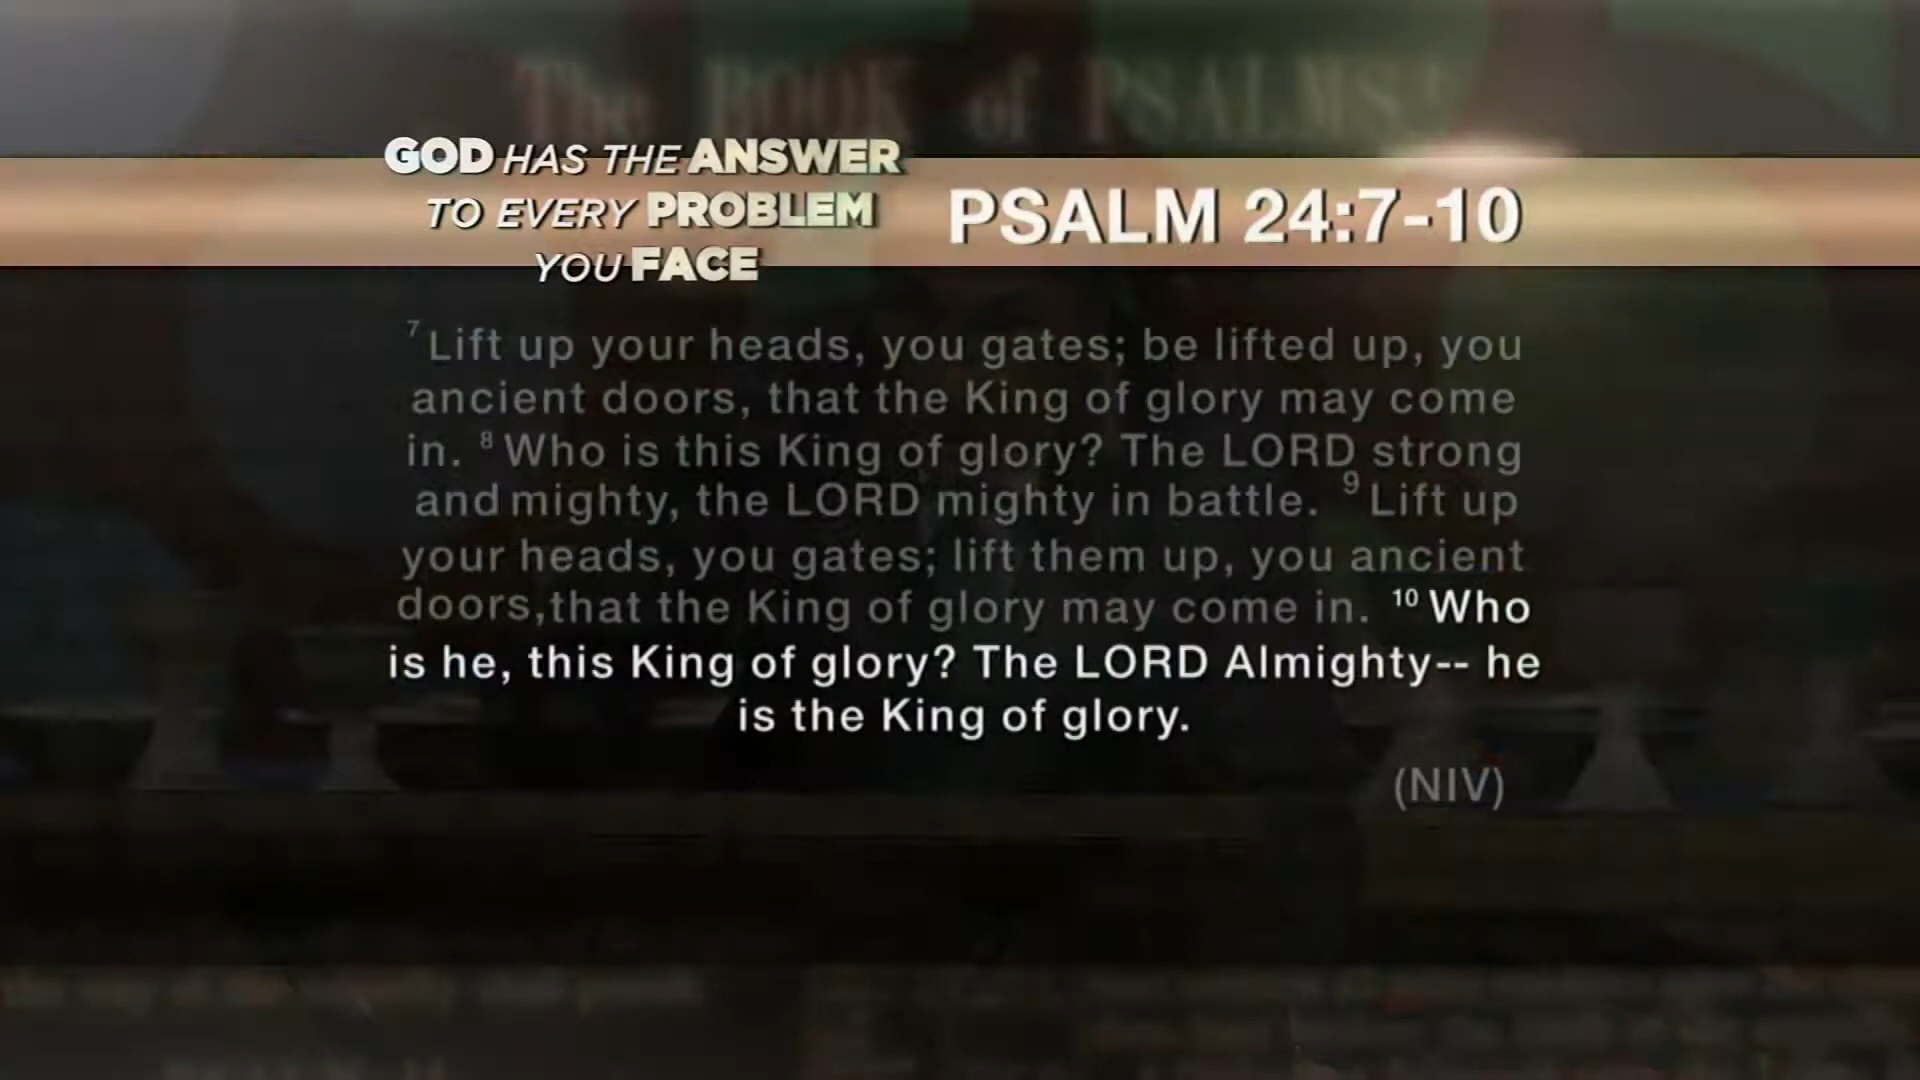 The BOOK of PSALMS
GOD HAS THE ANSWER
TO EVERY PROBLEM
YOU FACE
PSALM 24:7-10
7 Lift up your heads, you gates; be lifted up, you
ancient doors, that the King of glory may come
in. 8 Who is this King of glory? The LORD strong
and mighty, the LORD mighty in battle. 9 Lift up
your heads, you gates; lift them up, you ancient
doors,that the King of glory may come in. 10 Who
is he, this King of glory? The LORD Almighty-- he
is the King of glory.
(NIV)